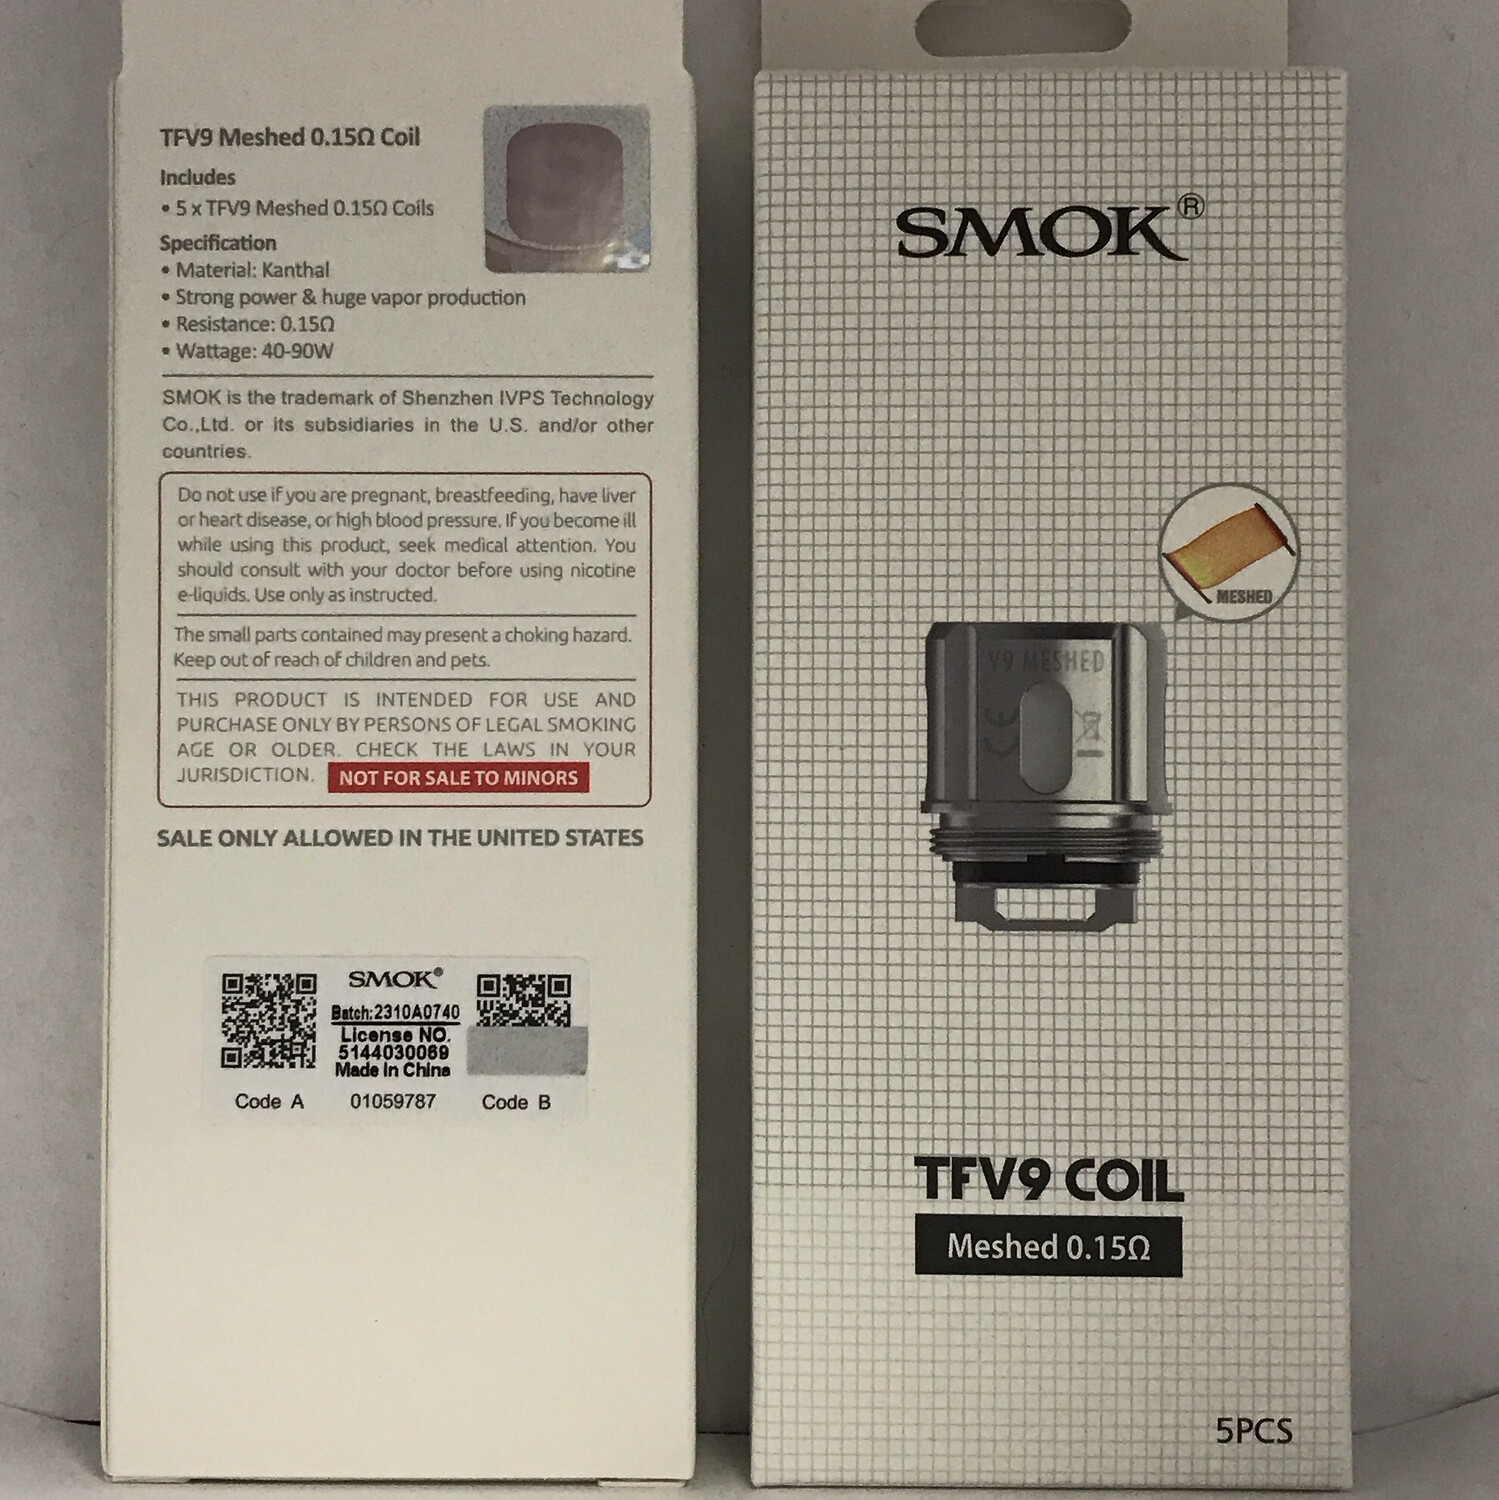 TFV9 Meshed 0.15Ω Coil
Includes
• 5 x TFV9 Meshed 0.15Ω Coils
Specification
• Material: Kanthal
• Strong power & huge vapor production
• Resistance: 0.15Ω
• Wattage: 40-90W
SMOK is the trademark of Shenzhen IVPS Technology
Co.,Ltd. or its subsidiaries in the U.S. and/or other
countries.
Do not use if you are pregnant, breastfeeding, have liver
or heart disease, or high blood pressure. If you become ill
while using this product, seek medical attention. You
should consult with your doctor before using nicotine
e-liquids. Use only as instructed.
The small parts contained may present a choking hazard.
Keep out of reach of children and pets.
THIS PRODUCT IS INTENDED FOR USE AND
PURCHASE ONLY BY PERSONS OF LEGAL SMOKING
AGE OR OLDER. CHECK THE LAWS IN YOUR
JURISDICTION. NOT FOR SALE TO MINORS
SALE ONLY ALLOWED IN THE UNITED STATES
SMOK®
Batch:2310A0740
License NO.
5144030069
Made In China
Code A 01059787 Code B
SMOK®
MESHED
V9 MESHED
CE
TFV9 COIL
Meshed 0.15Ω
5PCS